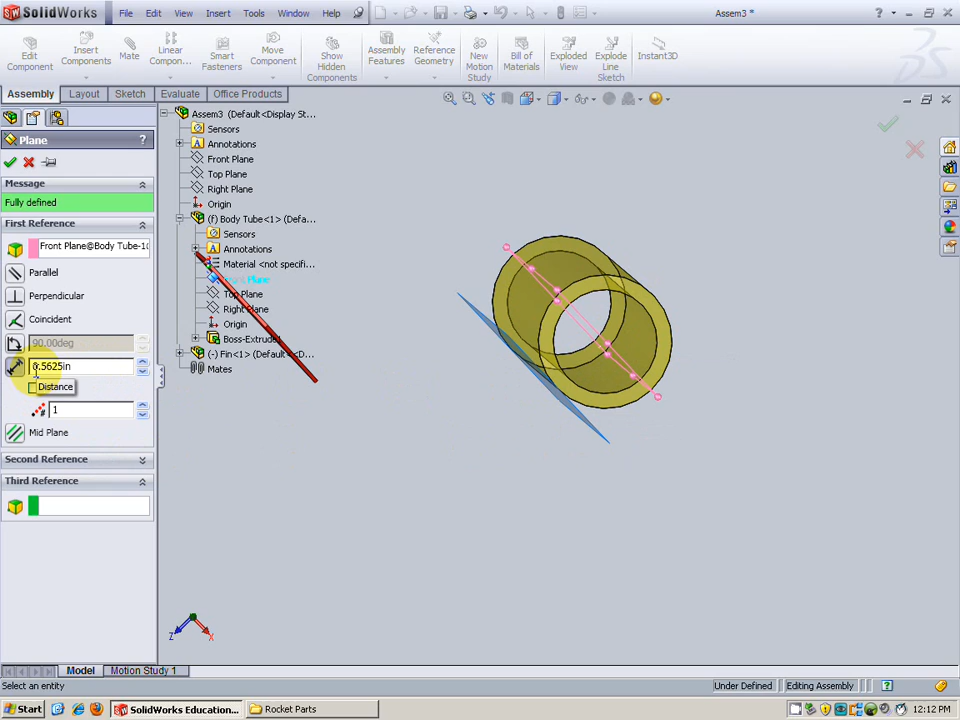 SolidWorks File Edit View Insert Tools Window Help Assem3 * ?
Edit Component
Insert Components
Mate
Linear Compon...
Smart Fasteners
Move Component
Show Hidden Components
Assembly Features
Reference Geometry
New Motion Study
Bill of Materials
Exploded View
Explode Line Sketch
Instant3D
Assembly Layout Sketch Evaluate Office Products
Plane ?
Message
Fully defined
First Reference
Front Plane@Body Tube-1
Parallel
Perpendicular
Coincident
90.00deg
.5625in
Distance
1
Mid Plane
Second Reference
Third Reference
Assem3 (Default<Display St...
Sensors
Annotations
Front Plane
Top Plane
Right Plane
Origin
(f) Body Tube<1> (Defa...
Sensors
Annotations
Material <not specifi...
Front Plane
Top Plane
Right Plane
Origin
Boss-Extrude
(-) Fin<1> (Default<<D...
Mates
Z X
Model Motion Study 1
Select an entity Under Defined Editing Assembly ?
Start SolidWorks Education... Rocket Parts 12:12 PM